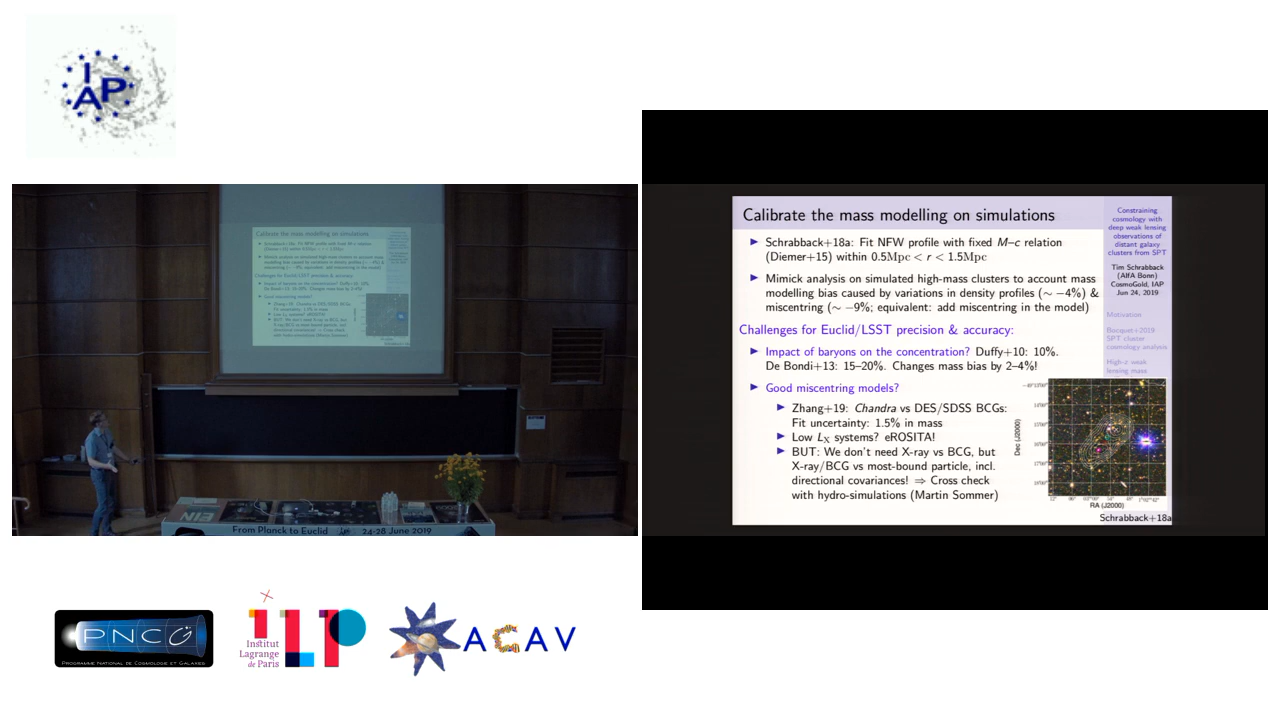 IAP
Calibrate the mass modelling on simulations
▶ Schrabback+18a: Fit NFW profile with fixed M–c relation
(Diemer+15) within 0.5Mpc < r < 1.5Mpc
▶ Mimick analysis on simulated high-mass clusters to account mass
modelling bias caused by variations in density profiles (∼ −4%) &
miscentring (∼ −9%; equivalent: add miscentring in the model)
Challenges for Euclid/LSST precision & accuracy:
▶ Impact of baryons on the concentration? Duffy+10: 10%.
De Bondi+13: 15–20%. Changes mass bias by 2–4%!
▶ Good miscentring models?
▶ Zhang+19: Chandra vs DES/SDSS BCGs:
Fit uncertainty: 1.5% in mass
▶ Low LX systems? eROSITA!
▶ BUT: We don't need X-ray vs BCG, but
X-ray/BCG vs most-bound particle, incl.
directional covariances! ⇒ Cross check
with hydro-simulations (Martin Sommer)
Constraining
cosmology with
deep weak lensing
observations of
distant galaxy
clusters from SPT
Tim Schrabback
(AIfA Bonn)
CosmoGold, IAP
Jun 24, 2019
Motivation
Bocquet+2019
SPT cluster
cosmology analysis
High-z weak
lensing mass
Dec (J2000)
RA (J2000)
Schrabback+18a
From Planck to Euclid 24-28 June 2019
PNCG
PROGRAMME NATIONAL DE COSMOLOGIE ET GALAXIES
ILP
Institut
Lagrange
de Paris
ACAV